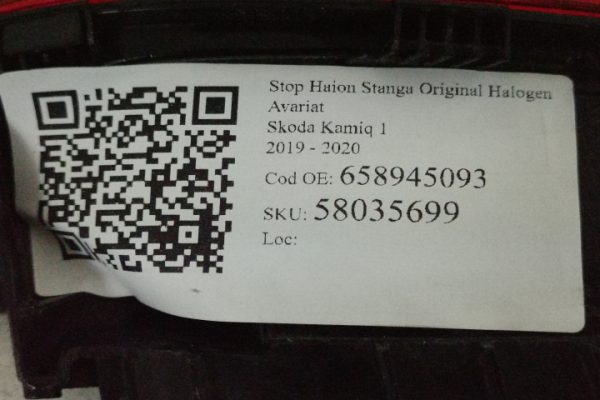 Stop Haion Stanga Original Halogen
Avariat
Skoda Kamiq 1
2019 - 2020
Cod OE: 658945093
SKU: 58035699
Loc: